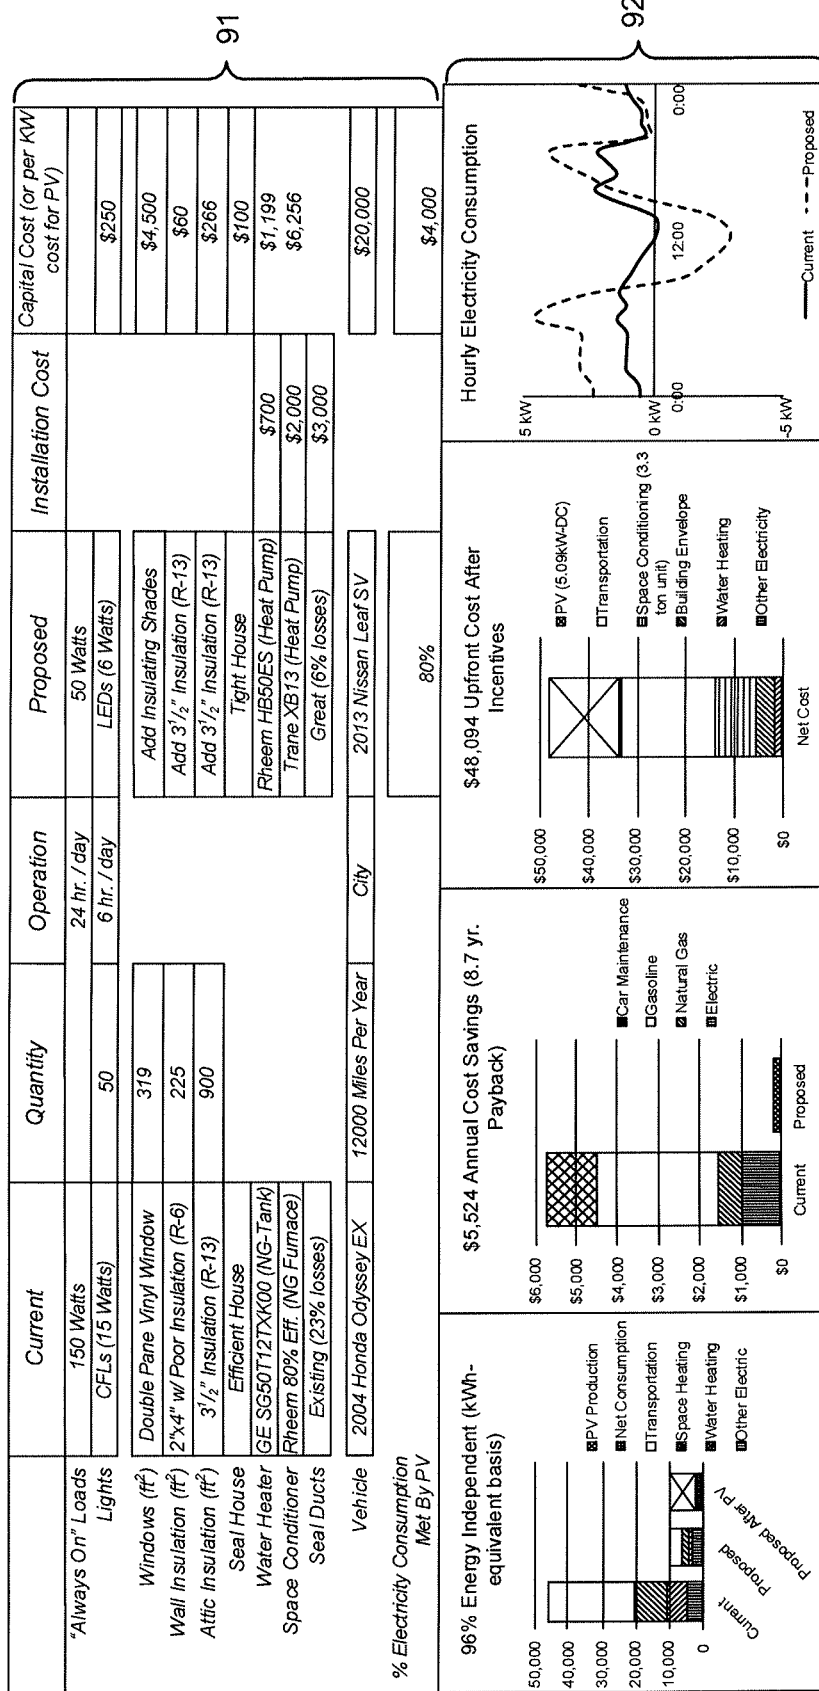 91
Current Quantity Operation Proposed Installation Cost Capital Cost (or per KW
cost for PV)
"Always On" Loads 150 Watts 24 hr. / day 50 Watts
Lights CFLs (15 Watts) 50 6 hr. / day LEDs (6 Watts) $250
Windows (ft²) Double Pane Vinyl Window 319 Add Insulating Shades $4,500
Wall Insulation (ft²) 2"x4" w/ Poor Insulation (R-6) 225 Add 3¹/₂" Insulation (R-13) $60
Attic Insulation (ft²) 3¹/₂" Insulation (R-13) 900 Add 3¹/₂" Insulation (R-13) $266
Seal House Efficient House Tight House $100
Water Heater GE SG50T12TXK00 (NG-Tank) Rheem HB50ES (Heat Pump) $700 $1,199
Space Conditioner Rheem 80% Eff. (NG Furnace) Trane XB13 (Heat Pump) $2,000 $6,256
Seal Ducts Existing (23% losses) Great (6% losses) $3,000
Vehicle 2004 Honda Odyssey EX 12000 Miles Per Year City 2013 Nissan Leaf SV $20,000
% Electricity Consumption
Met By PV 80% $4,000
92
96% Energy Independent (kWh-
equivalent basis)
50,000
40,000
30,000
20,000
10,000
0
Current
Proposed
Proposed After PV
PV Production
Net Consumption
Transportation
Space Heating
Water Heating
Other Electric
$5,524 Annual Cost Savings (8.7 yr.
Payback)
$6,000
$5,000
$4,000
$3,000
$2,000
$1,000
$0
Current Proposed
Car Maintenance
Gasoline
Natural Gas
Electric
$48,094 Upfront Cost After
Incentives
$50,000
$40,000
$30,000
$20,000
$10,000
$0
Net Cost
PV (5.09kW-DC)
Transportation
Space Conditioning (3.3
ton unit)
Building Envelope
Water Heating
Other Electricity
Hourly Electricity Consumption
5 kW
0 kW
-5 kW
0:00 12:00 0:00
Current Proposed